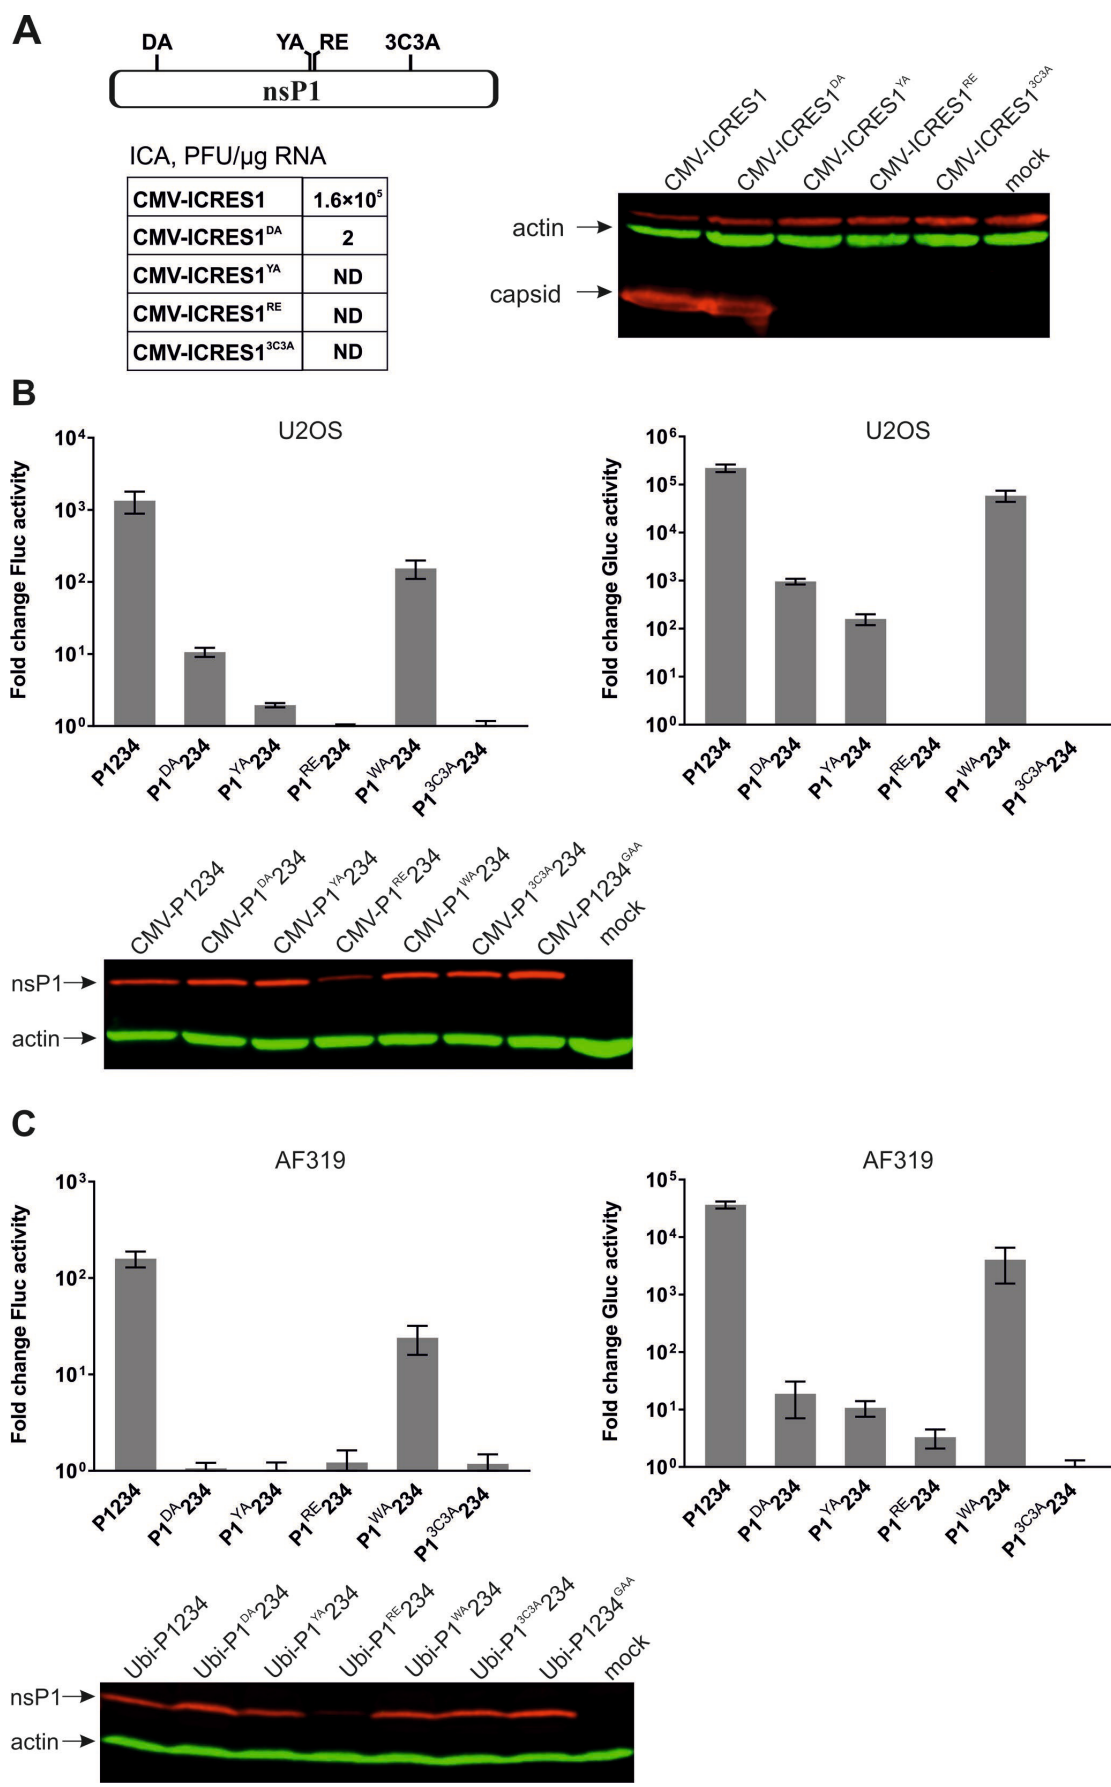 A
DA YA RE 3C3A
nsP1
ICA, PFU/µg RNA
CMV-ICRES1 1.6×10⁵
CMV-ICRES1ᴰᴬ 2
CMV-ICRES1ʸᴬ ND
CMV-ICRES1ᴿᴱ ND
CMV-ICRES1³ᶜ³ᴬ ND
CMV-ICRES1
CMV-ICRES1ᴰᴬ
CMV-ICRES1ʸᴬ
CMV-ICRES1ᴿᴱ
CMV-ICRES1³ᶜ³ᴬ
mock
actin
capsid
B
U2OS
Fold change Fluc activity
10⁴
10³
10²
10¹
10⁰
P1234
P1ᴰᴬ234
P1ʸᴬ234
P1ᴿᴱ234
P1ᵂᴬ234
P1³ᶜ³ᴬ234
U2OS
Fold change Gluc activity
10⁶
10⁵
10⁴
10³
10²
10¹
10⁰
P1234
P1ᴰᴬ234
P1ʸᴬ234
P1ᴿᴱ234
P1ᵂᴬ234
P1³ᶜ³ᴬ234
CMV-P1234
CMV-P1ᴰᴬ234
CMV-P1ʸᴬ234
CMV-P1ᴿᴱ234
CMV-P1ᵂᴬ234
CMV-P1³ᶜ³ᴬ234
CMV-P1234ᴳᴬᴬ
mock
nsP1
actin
C
AF319
Fold change Fluc activity
10³
10²
10¹
10⁰
P1234
P1ᴰᴬ234
P1ʸᴬ234
P1ᴿᴱ234
P1ᵂᴬ234
P1³ᶜ³ᴬ234
AF319
Fold change Gluc activity
10⁵
10⁴
10³
10²
10¹
10⁰
P1234
P1ᴰᴬ234
P1ʸᴬ234
P1ᴿᴱ234
P1ᵂᴬ234
P1³ᶜ³ᴬ234
Ubi-P1234
Ubi-P1ᴰᴬ234
Ubi-P1ʸᴬ234
Ubi-P1ᴿᴱ234
Ubi-P1ᵂᴬ234
Ubi-P1³ᶜ³ᴬ234
Ubi-P1234ᴳᴬᴬ
mock
nsP1
actin